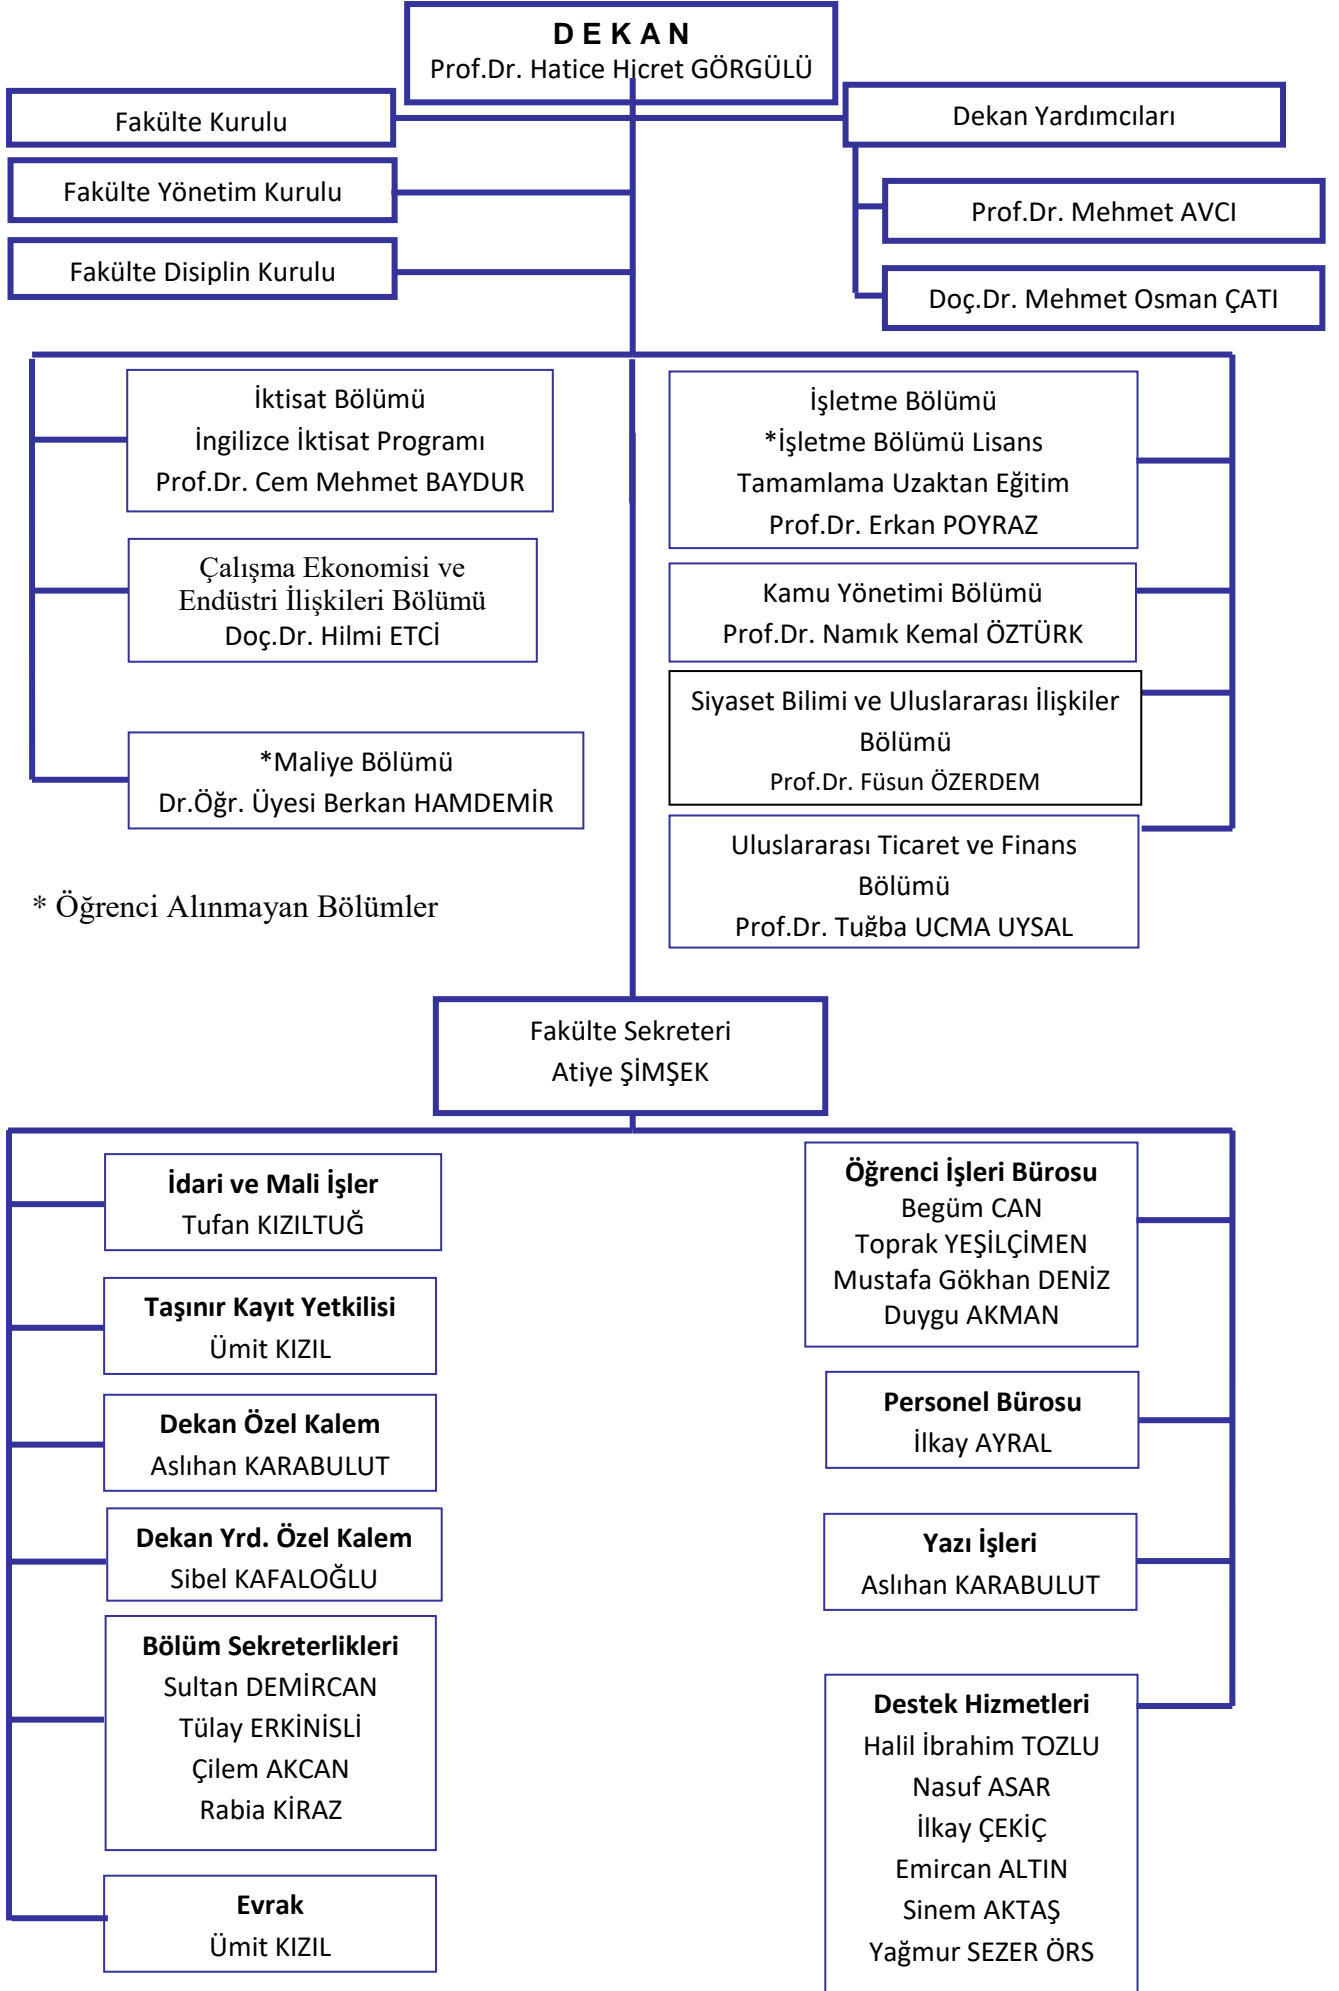 D E K A N
Prof.Dr. Hatice Hicret GÖRGÜLÜ
Fakülte Kurulu
Dekan Yardımcıları
Fakülte Yönetim Kurulu
Prof.Dr. Mehmet AVCI
Fakülte Disiplin Kurulu
Doç.Dr. Mehmet Osman ÇATI
İktisat Bölümü
İngilizce İktisat Programı
Prof.Dr. Cem Mehmet BAYDUR
Çalışma Ekonomisi ve
Endüstri İlişkileri Bölümü
Doç.Dr. Hilmi ETCİ
*Maliye Bölümü
Dr.Öğr. Üyesi Berkan HAMDEMİR
* Öğrenci Alınmayan Bölümler
İşletme Bölümü
*İşletme Bölümü Lisans
Tamamlama Uzaktan Eğitim
Prof.Dr. Erkan POYRAZ
Kamu Yönetimi Bölümü
Prof.Dr. Namık Kemal ÖZTÜRK
Siyaset Bilimi ve Uluslararası İlişkiler
Bölümü
Prof.Dr. Füsun ÖZERDEM
Uluslararası Ticaret ve Finans
Bölümü
Prof.Dr. Tuğba UÇMA UYSAL
Fakülte Sekreteri
Atiye ŞİMŞEK
İdari ve Mali İşler
Tufan KIZILTUĞ
Taşınır Kayıt Yetkilisi
Ümit KIZIL
Dekan Özel Kalem
Aslıhan KARABULUT
Dekan Yrd. Özel Kalem
Sibel KAFALOĞLU
Bölüm Sekreterlikleri
Sultan DEMİRCAN
Tülay ERKİNİSLİ
Çilem AKCAN
Rabia KİRAZ
Evrak
Ümit KIZIL
Öğrenci İşleri Bürosu
Begüm CAN
Toprak YEŞİLÇİMEN
Mustafa Gökhan DENİZ
Duygu AKMAN
Personel Bürosu
İlkay AYRAL
Yazı İşleri
Aslıhan KARABULUT
Destek Hizmetleri
Halil İbrahim TOZLU
Nasuf ASAR
İlkay ÇEKİÇ
Emircan ALTIN
Sinem AKTAŞ
Yağmur SEZER ÖRS